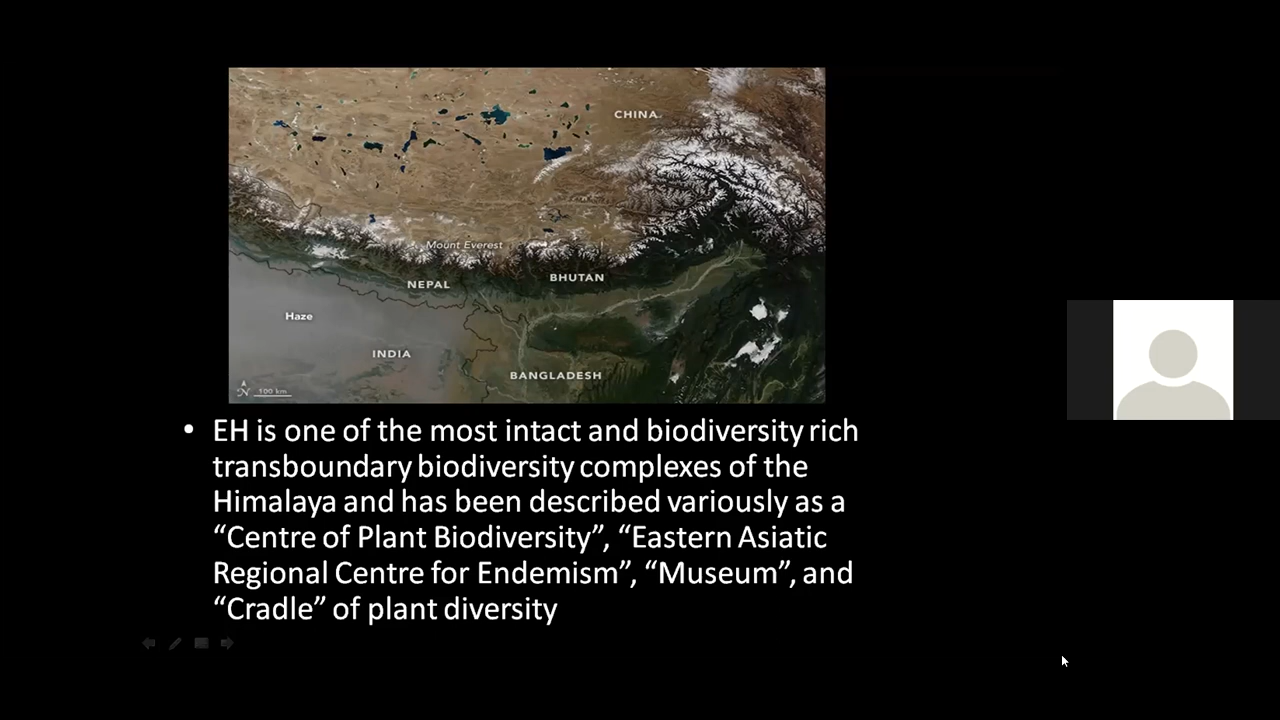 CHINA
Mount Everest
NEPAL
BHUTAN
Haze
INDIA
BANGLADESH
N
100 km
• EH is one of the most intact and biodiversity rich
transboundary biodiversity complexes of the
Himalaya and has been described variously as a
“Centre of Plant Biodiversity”, “Eastern Asiatic
Regional Centre for Endemism”, “Museum”, and
“Cradle” of plant diversity